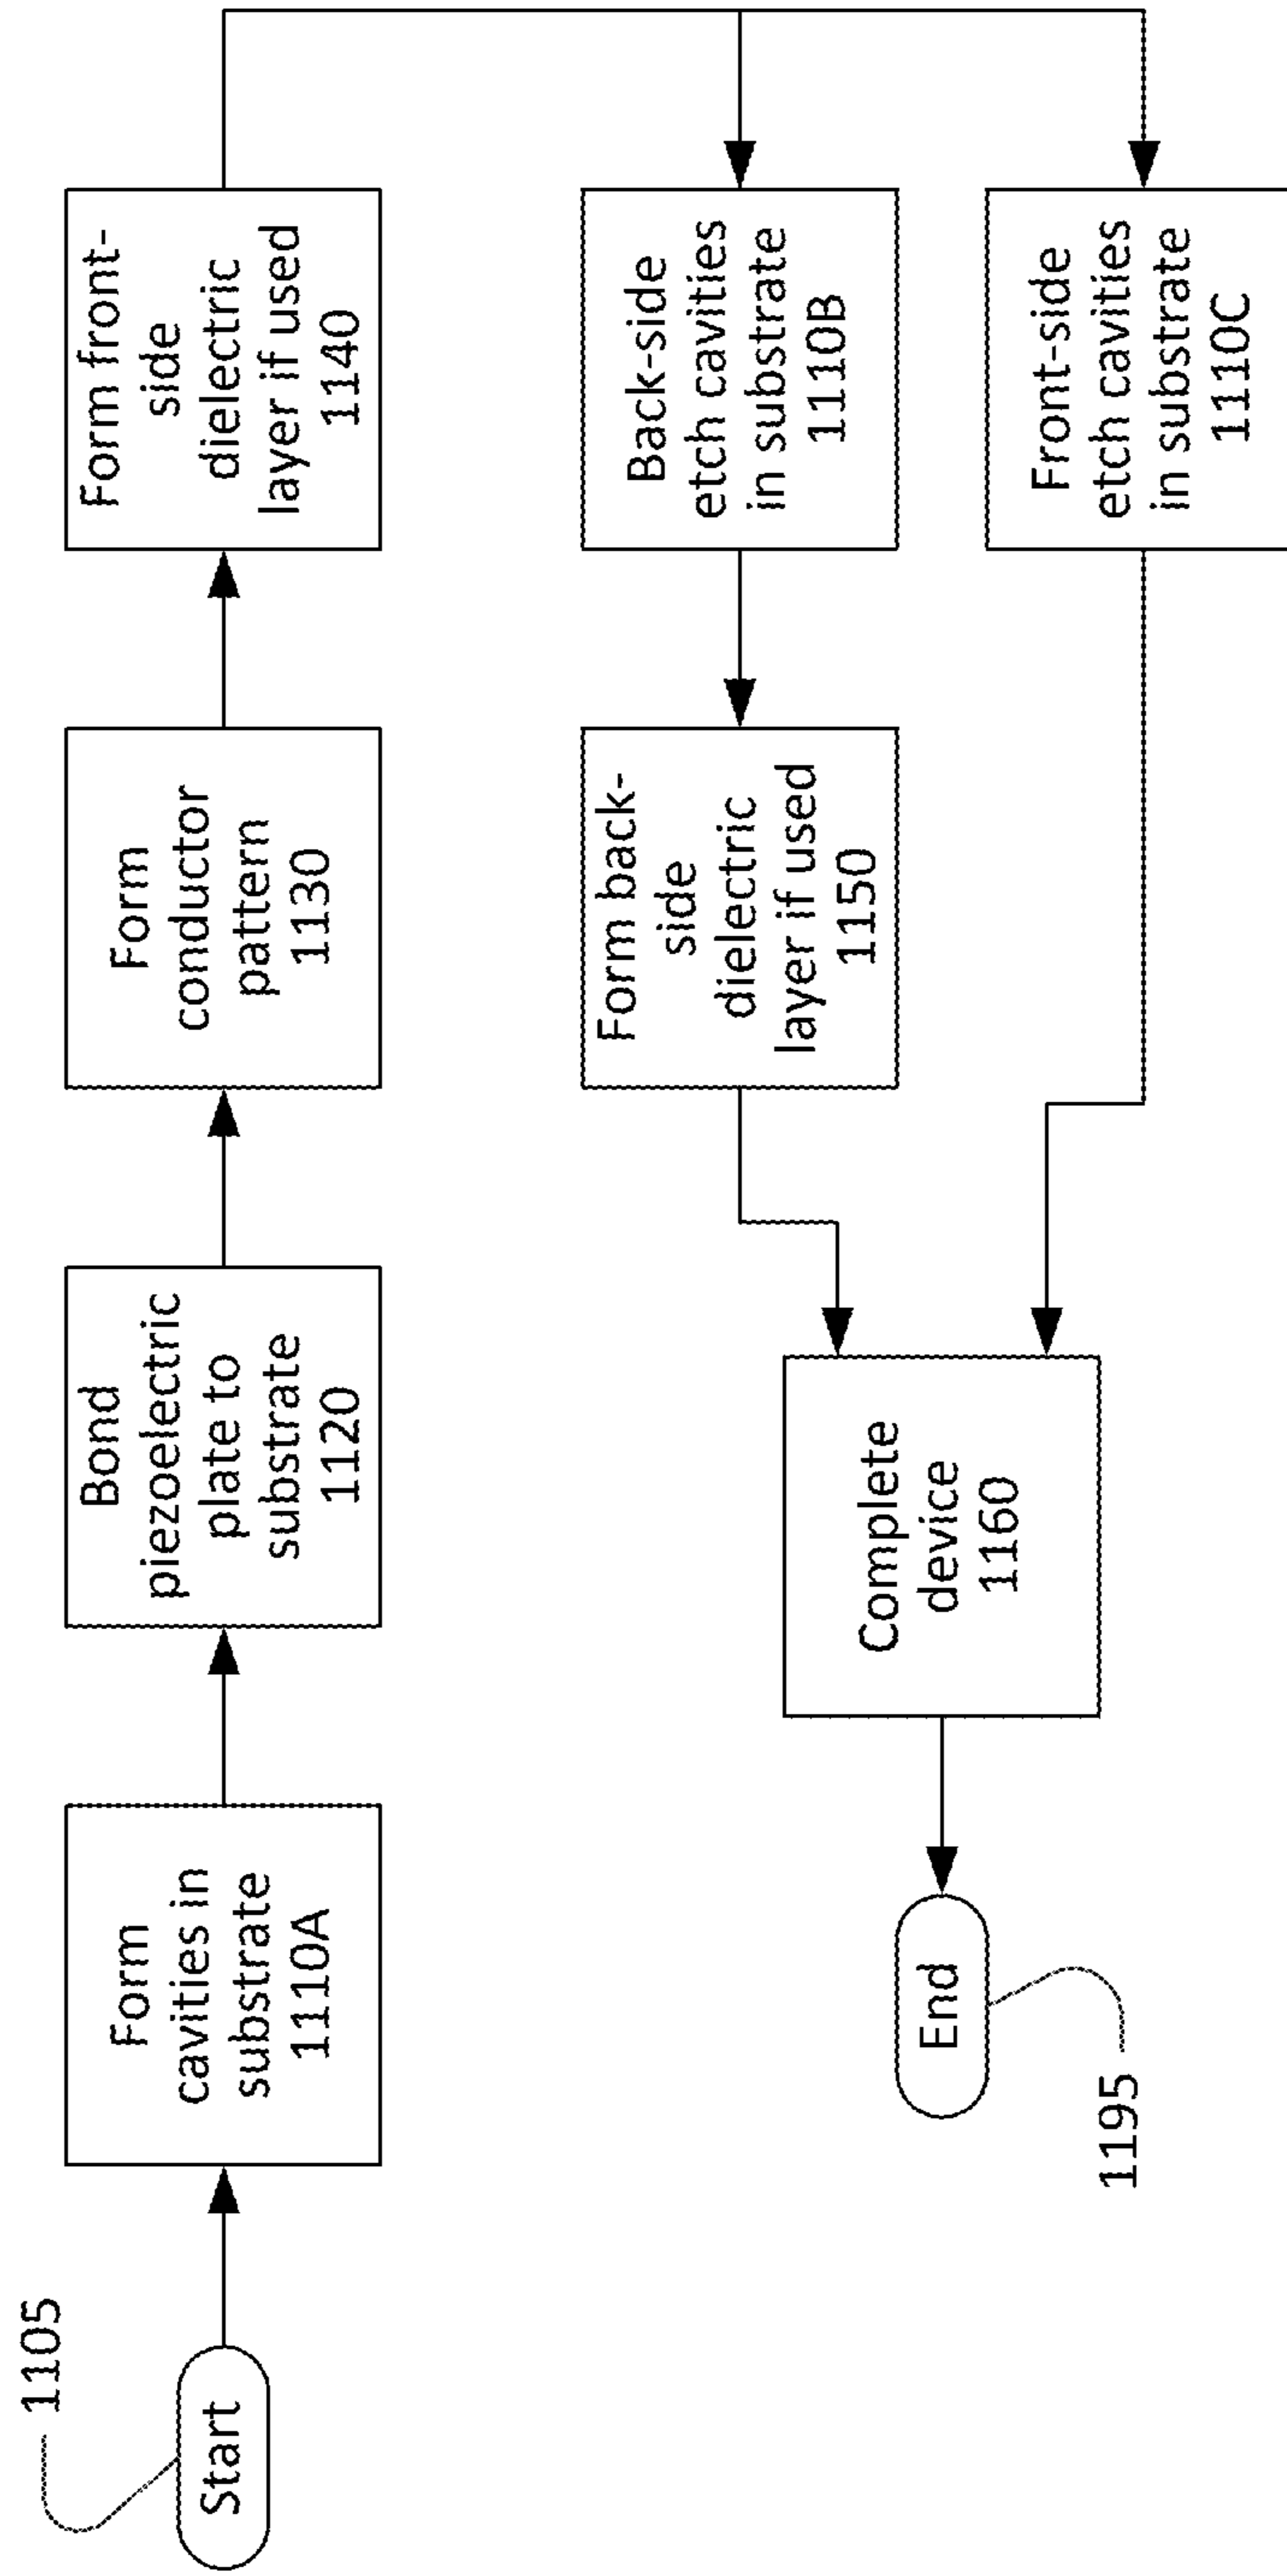 1105
Start
Form
cavities in
substrate
1110A
Bond
piezoelectric
plate to
substrate
1120
Form
conductor
pattern
1130
Form front-
side
dielectric
layer if used
1140
Back-side
etch cavities
in substrate
1110B
Form back-
side
dielectric
layer if used
1150
Front-side
etch cavities
in substrate
1110C
Complete
device
1160
End
1195